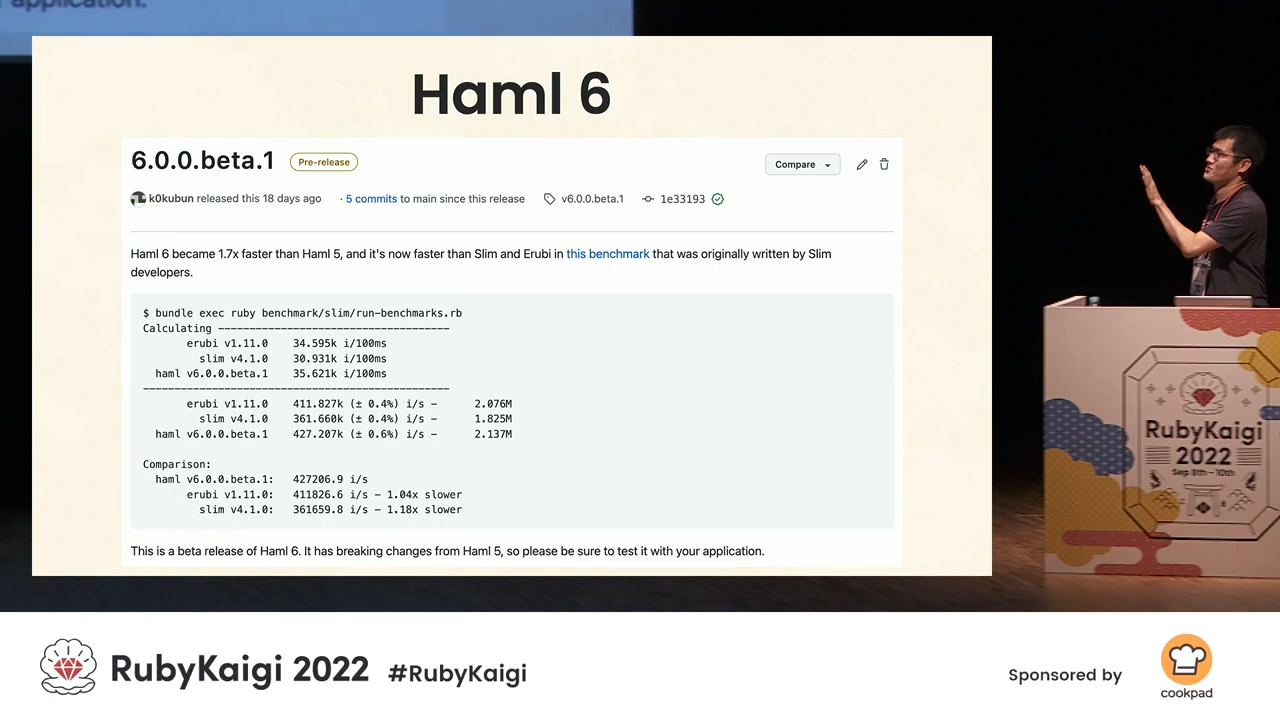 application.
Haml 6
6.0.0.beta.1 Pre-release Compare
k0kubun released this 18 days ago · 5 commits to main since this release v6.0.0.beta.1 1e33193
Haml 6 became 1.7x faster than Haml 5, and it's now faster than Slim and Erubi in this benchmark that was originally written by Slim
developers.
$ bundle exec ruby benchmark/slim/run-benchmarks.rb
Calculating -------------------------------------
erubi v1.11.0 34.595k i/100ms
slim v4.1.0 30.931k i/100ms
haml v6.0.0.beta.1 35.621k i/100ms
-------------------------------------------------
erubi v1.11.0 411.827k (± 0.4%) i/s - 2.076M
slim v4.1.0 361.660k (± 0.4%) i/s - 1.825M
haml v6.0.0.beta.1 427.207k (± 0.6%) i/s - 2.137M
Comparison:
haml v6.0.0.beta.1: 427206.9 i/s
erubi v1.11.0: 411826.6 i/s - 1.04x slower
slim v4.1.0: 361659.8 i/s - 1.18x slower
This is a beta release of Haml 6. It has breaking changes from Haml 5, so please be sure to test it with your application.
RubyKaigi
2022
Sep 8th - 10th
RubyKaigi 2022 #RubyKaigi
Sponsored by
cookpad